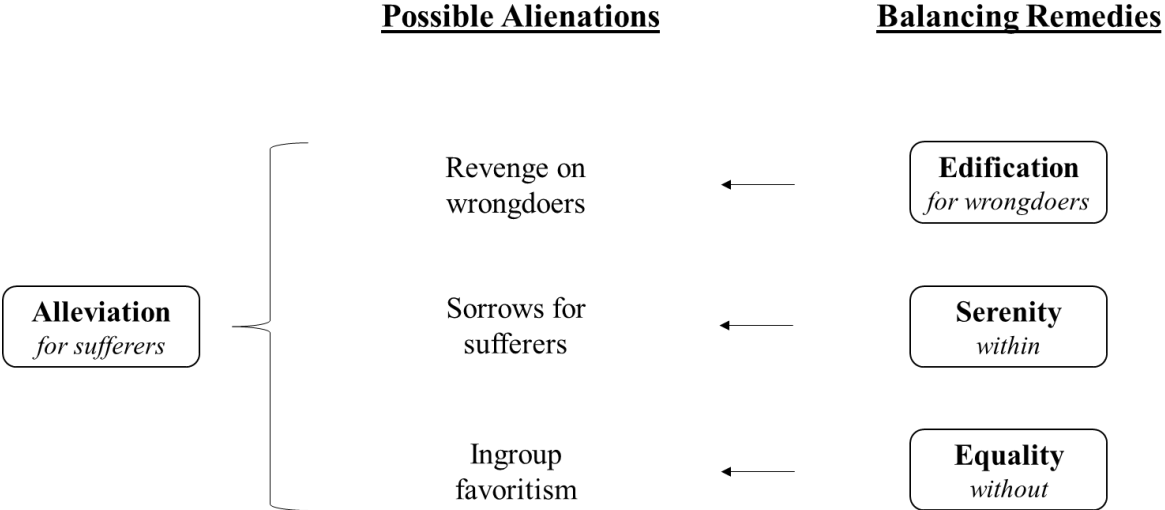 Possible Alienations
Balancing Remedies
Revenge on
wrongdoers
Edification
for wrongdoers
Alleviation
for sufferers
Sorrows for
sufferers
Serenity
within
Ingroup
favoritism
Equality
without